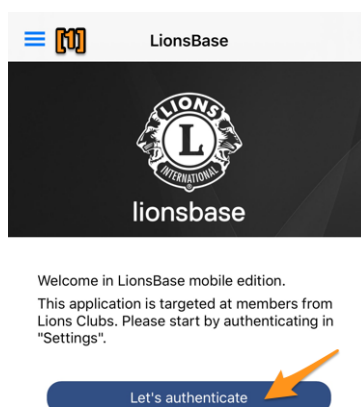 [1]
LionsBase
LIONS
L
INTERNATIONAL
lionsbase
Welcome in LionsBase mobile edition.
This application is targeted at members from
Lions Clubs. Please start by authenticating in
"Settings".
Let's authenticate